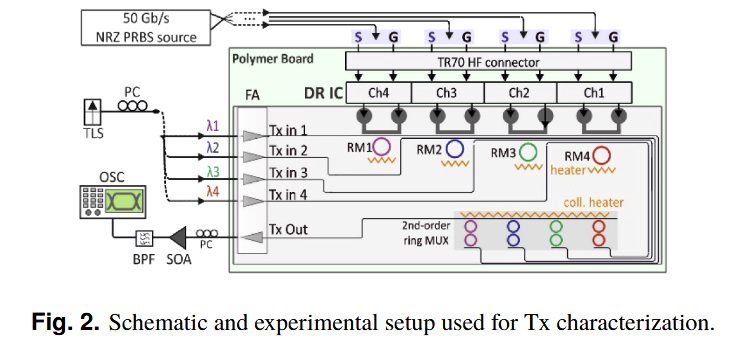 50 Gb/s
NRZ PRBS source
S G S G S G S G
Polymer Board
TR70 HF connector
DR IC Ch4 Ch3 Ch2 Ch1
FA
PC
TLS
λ1 Tx in 1
λ2 Tx in 2
λ3 Tx in 3
λ4 Tx in 4
RM1 RM2 RM3 RM4
heater
OSC
coll. heater
Tx Out
2nd-order
ring MUX
PC
BPF SOA
Fig. 2. Schematic and experimental setup used for Tx characterization.